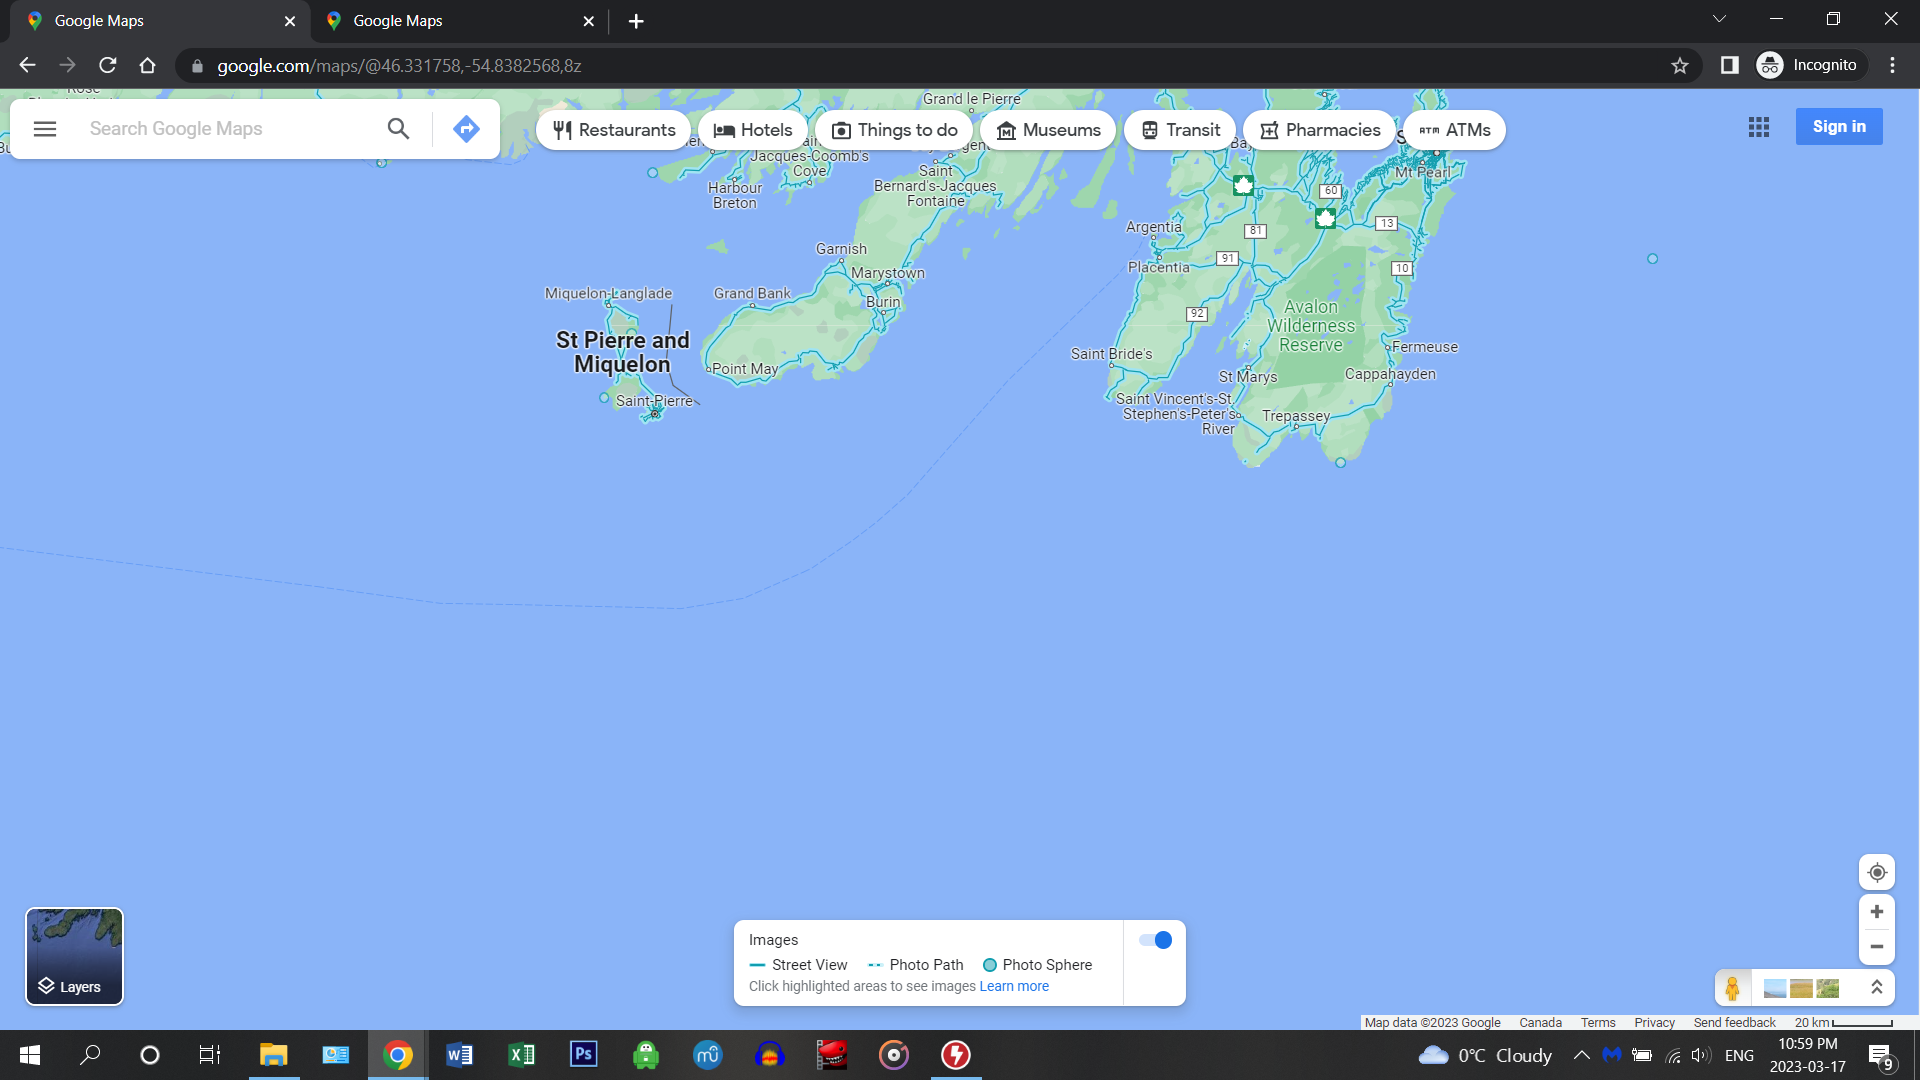 Google Maps
Google Maps
google.com/maps/@46.331758,-54.8382568,8z
Incognito
Search Google Maps
Restaurants
Hotels
Things to do
Museums
Transit
Pharmacies
ATM ATMs
Sign in
Grand le Pierre
Jacques-Coomb's
Cove
Harbour
Breton
Saint
Bernard's-Jacques
Fontaine
Mt Pearl
60
13
81
91
10
92
Argentia
Placentia
Garnish
Marystown
Burin
Miquelon-Langlade
Grand Bank
St Pierre and
Miquelon
Point May
Saint-Pierre
Avalon
Wilderness
Reserve
Saint Bride's
Fermeuse
St Marys
Cappahayden
Saint Vincent's-St.
Stephen's-Peter's
River
Trepassey
Layers
Images
Street View
Photo Path
Photo Sphere
Click highlighted areas to see images Learn more
Map data ©2023 Google
Canada
Terms
Privacy
Send feedback
20 km
0°C Cloudy
ENG
10:59 PM
2023-03-17
9